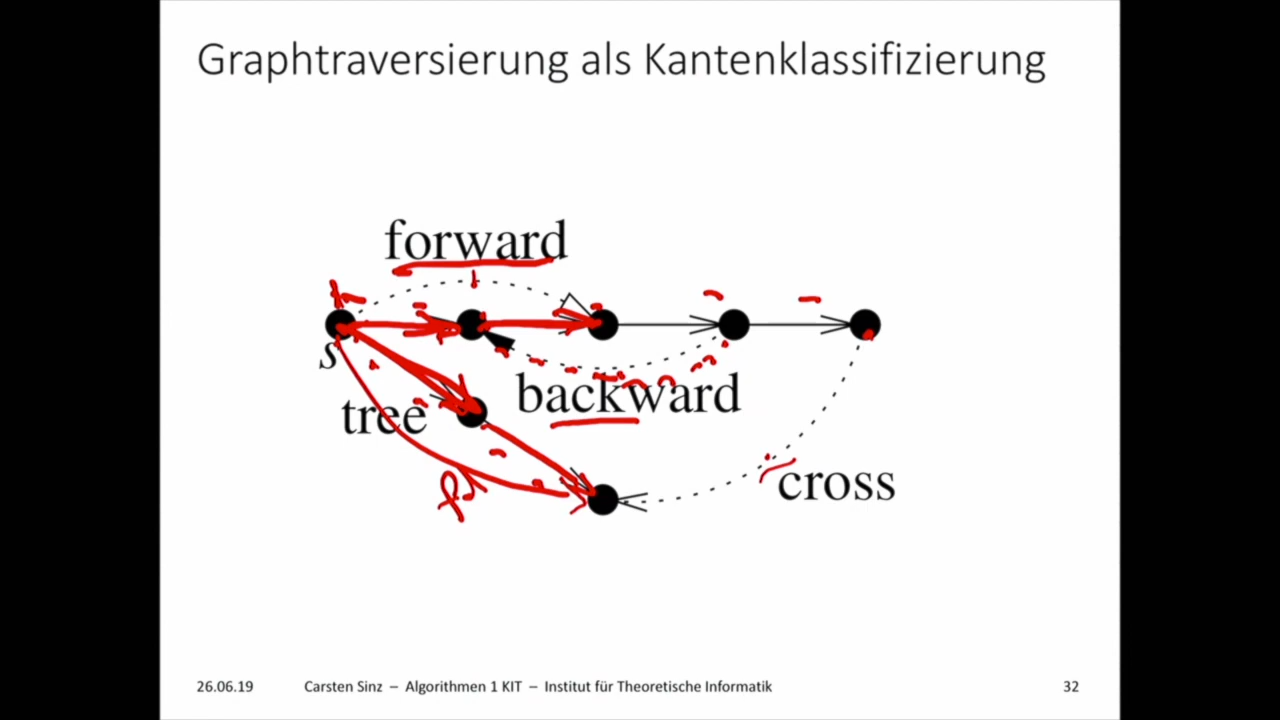 Graphtraversierung als Kantenklassifizierung
forward
s
backward
tree
cross
26.06.19 Carsten Sinz – Algorithmen 1 KIT – Institut für Theoretische Informatik 32